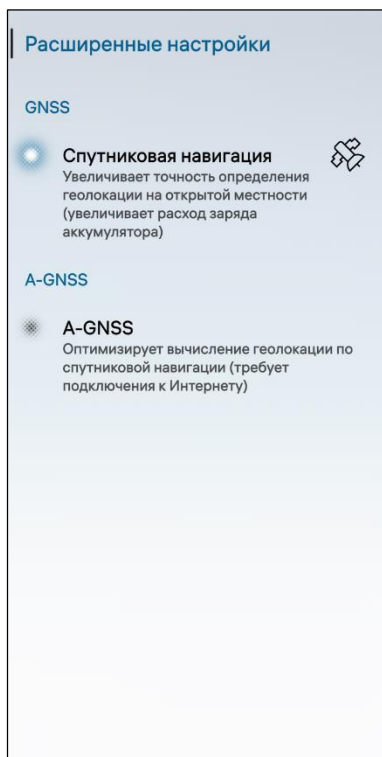 Расширенные настройки
GNSS
Спутниковая навигация
Увеличивает точность определения
геолокации на открытой местности
(увеличивает расход заряда
аккумулятора)
A-GNSS
A-GNSS
Оптимизирует вычисление геолокации по
спутниковой навигации (требует
подключения к Интернету)